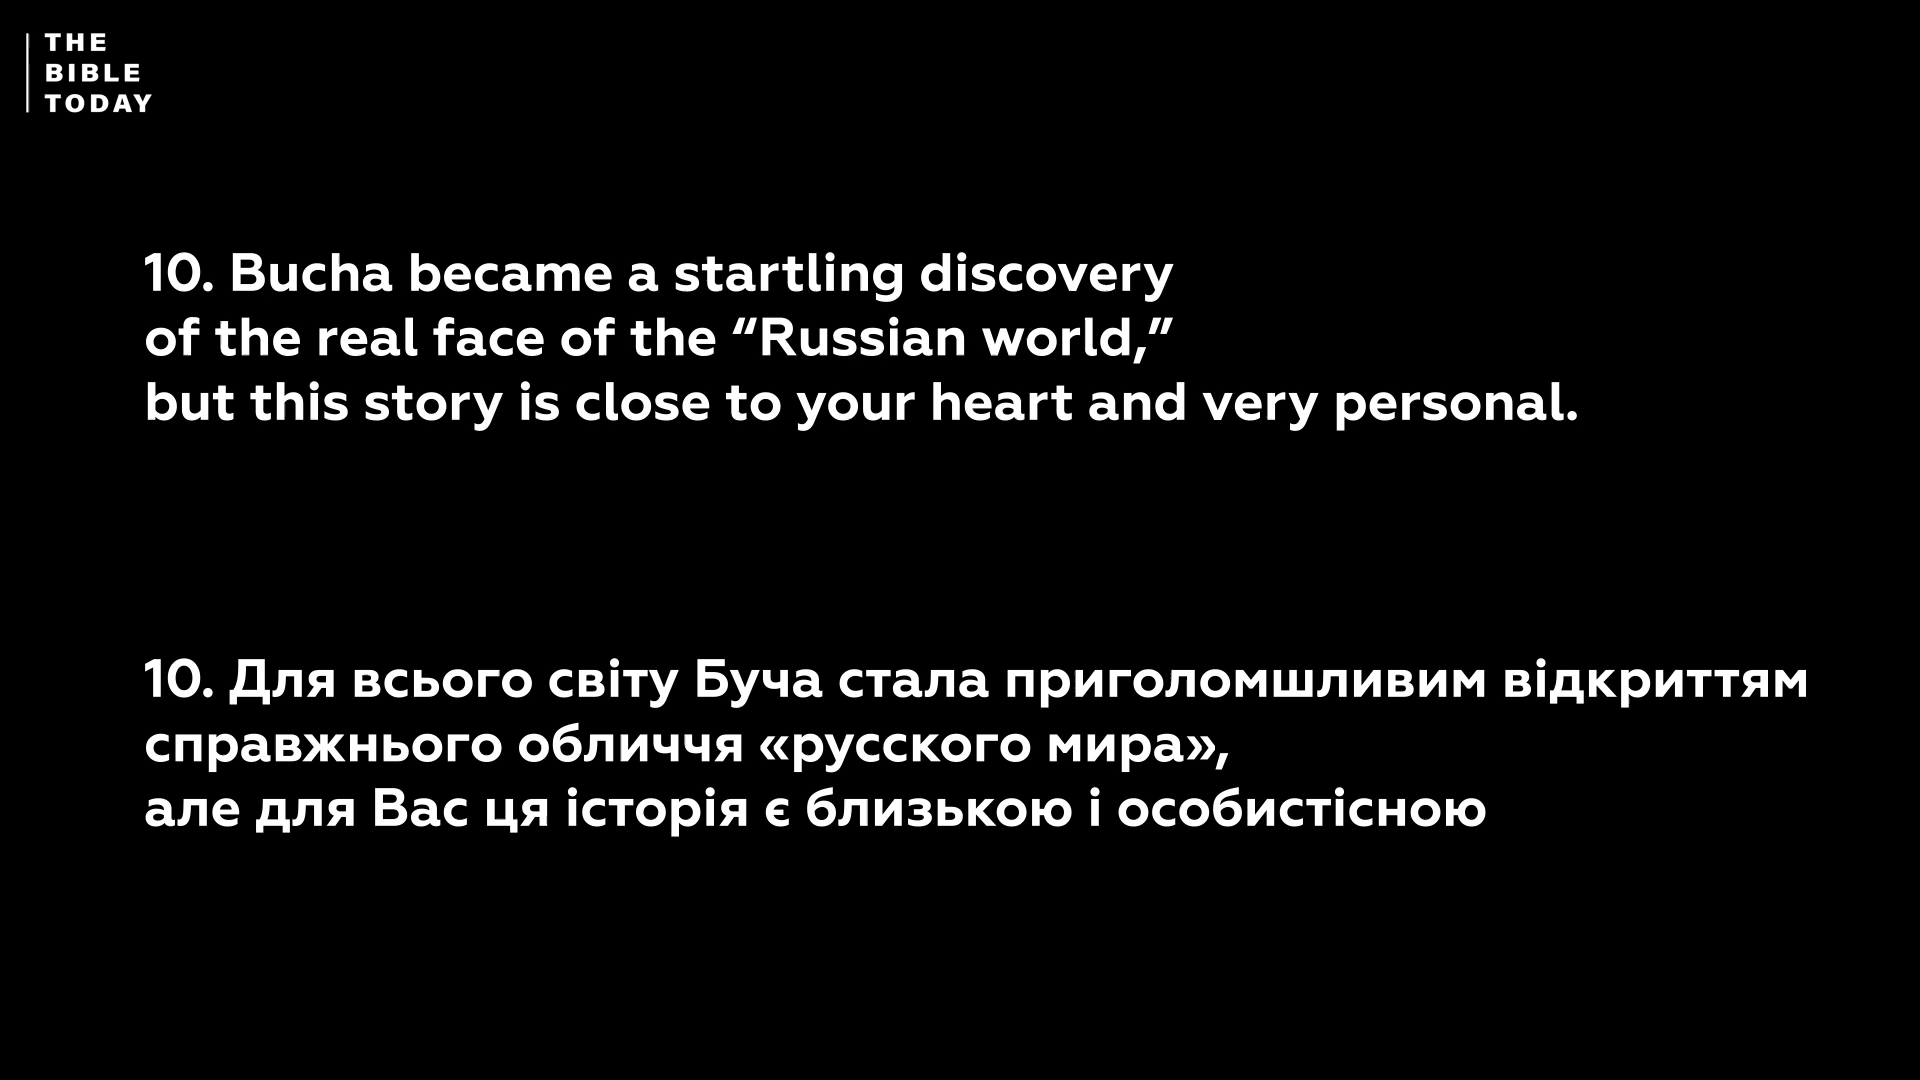 THE
BIBLE
TODAY
10. Bucha became a startling discovery
of the real face of the “Russian world,”
but this story is close to your heart and very personal.
10. Для всього світу Буча стала приголомшливим відкриттям
справжнього обличчя «русского мира»,
але для Вас ця історія є близькою і особистісною